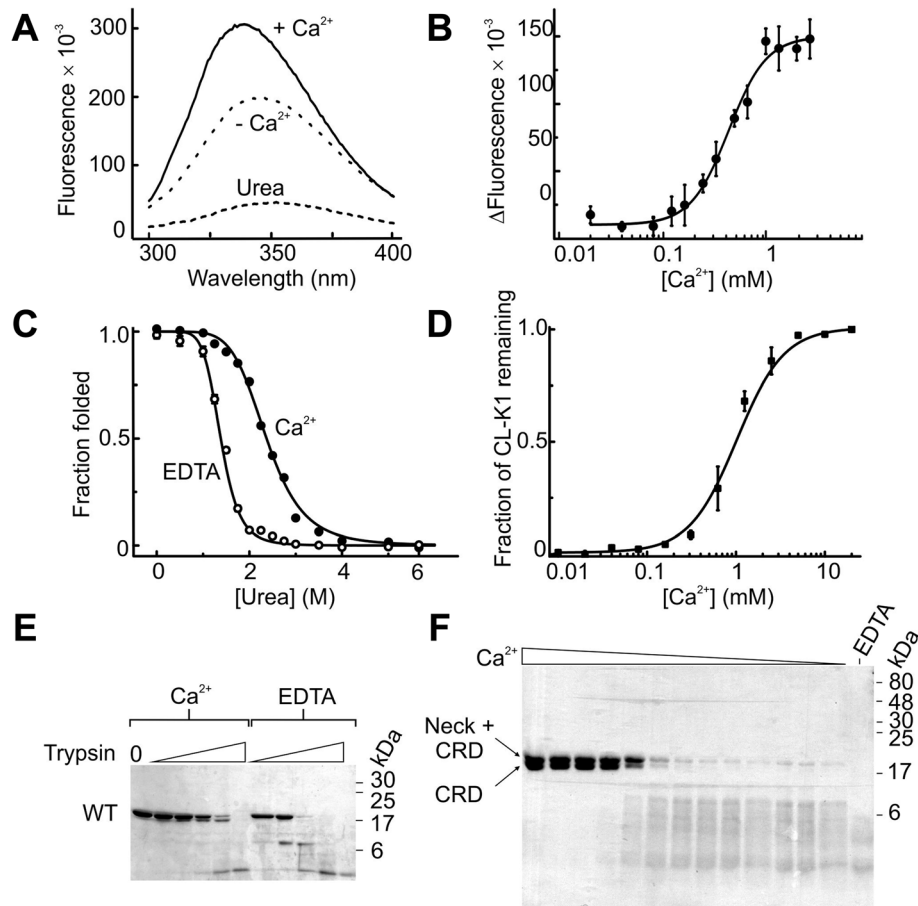 A
Fluorescence × 10⁻³
300
200
100
0
+ Ca²⁺
- Ca²⁺
Urea
300
350
400
Wavelength (nm)
B
ΔFluorescence × 10⁻³
150
100
50
0
0.01
0.1
1
[Ca²⁺] (mM)
C
Fraction folded
1.0
0.5
0
Ca²⁺
EDTA
0
2
4
6
[Urea] (M)
D
Fraction of CL-K1 remaining
1.0
0.5
0
0.01
0.1
1
10
[Ca²⁺] (mM)
E
Ca²⁺
EDTA
Trypsin
0
kDa
WT
- 30
- 25
- 17
- 6
F
Ca²⁺
-EDTA
kDa
Neck +
CRD
CRD
- 80
- 48
- 30
- 25
- 17
- 6